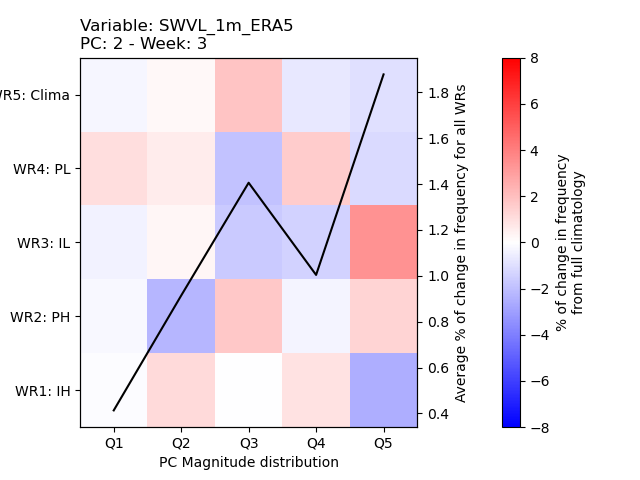 Variable: SWVL_1m_ERA5
PC: 2 - Week: 3
WR5: Clima
WR4: PL
WR3: IL
WR2: PH
WR1: IH
Q1 Q2 Q3 Q4 Q5
PC Magnitude distribution
1.8
1.6
1.4
1.2
1.0
0.8
0.6
0.4
Average % of change in frequency for all WRs
8
6
4
2
0
−2
−4
−6
−8
% of change in frequency
from full climatology